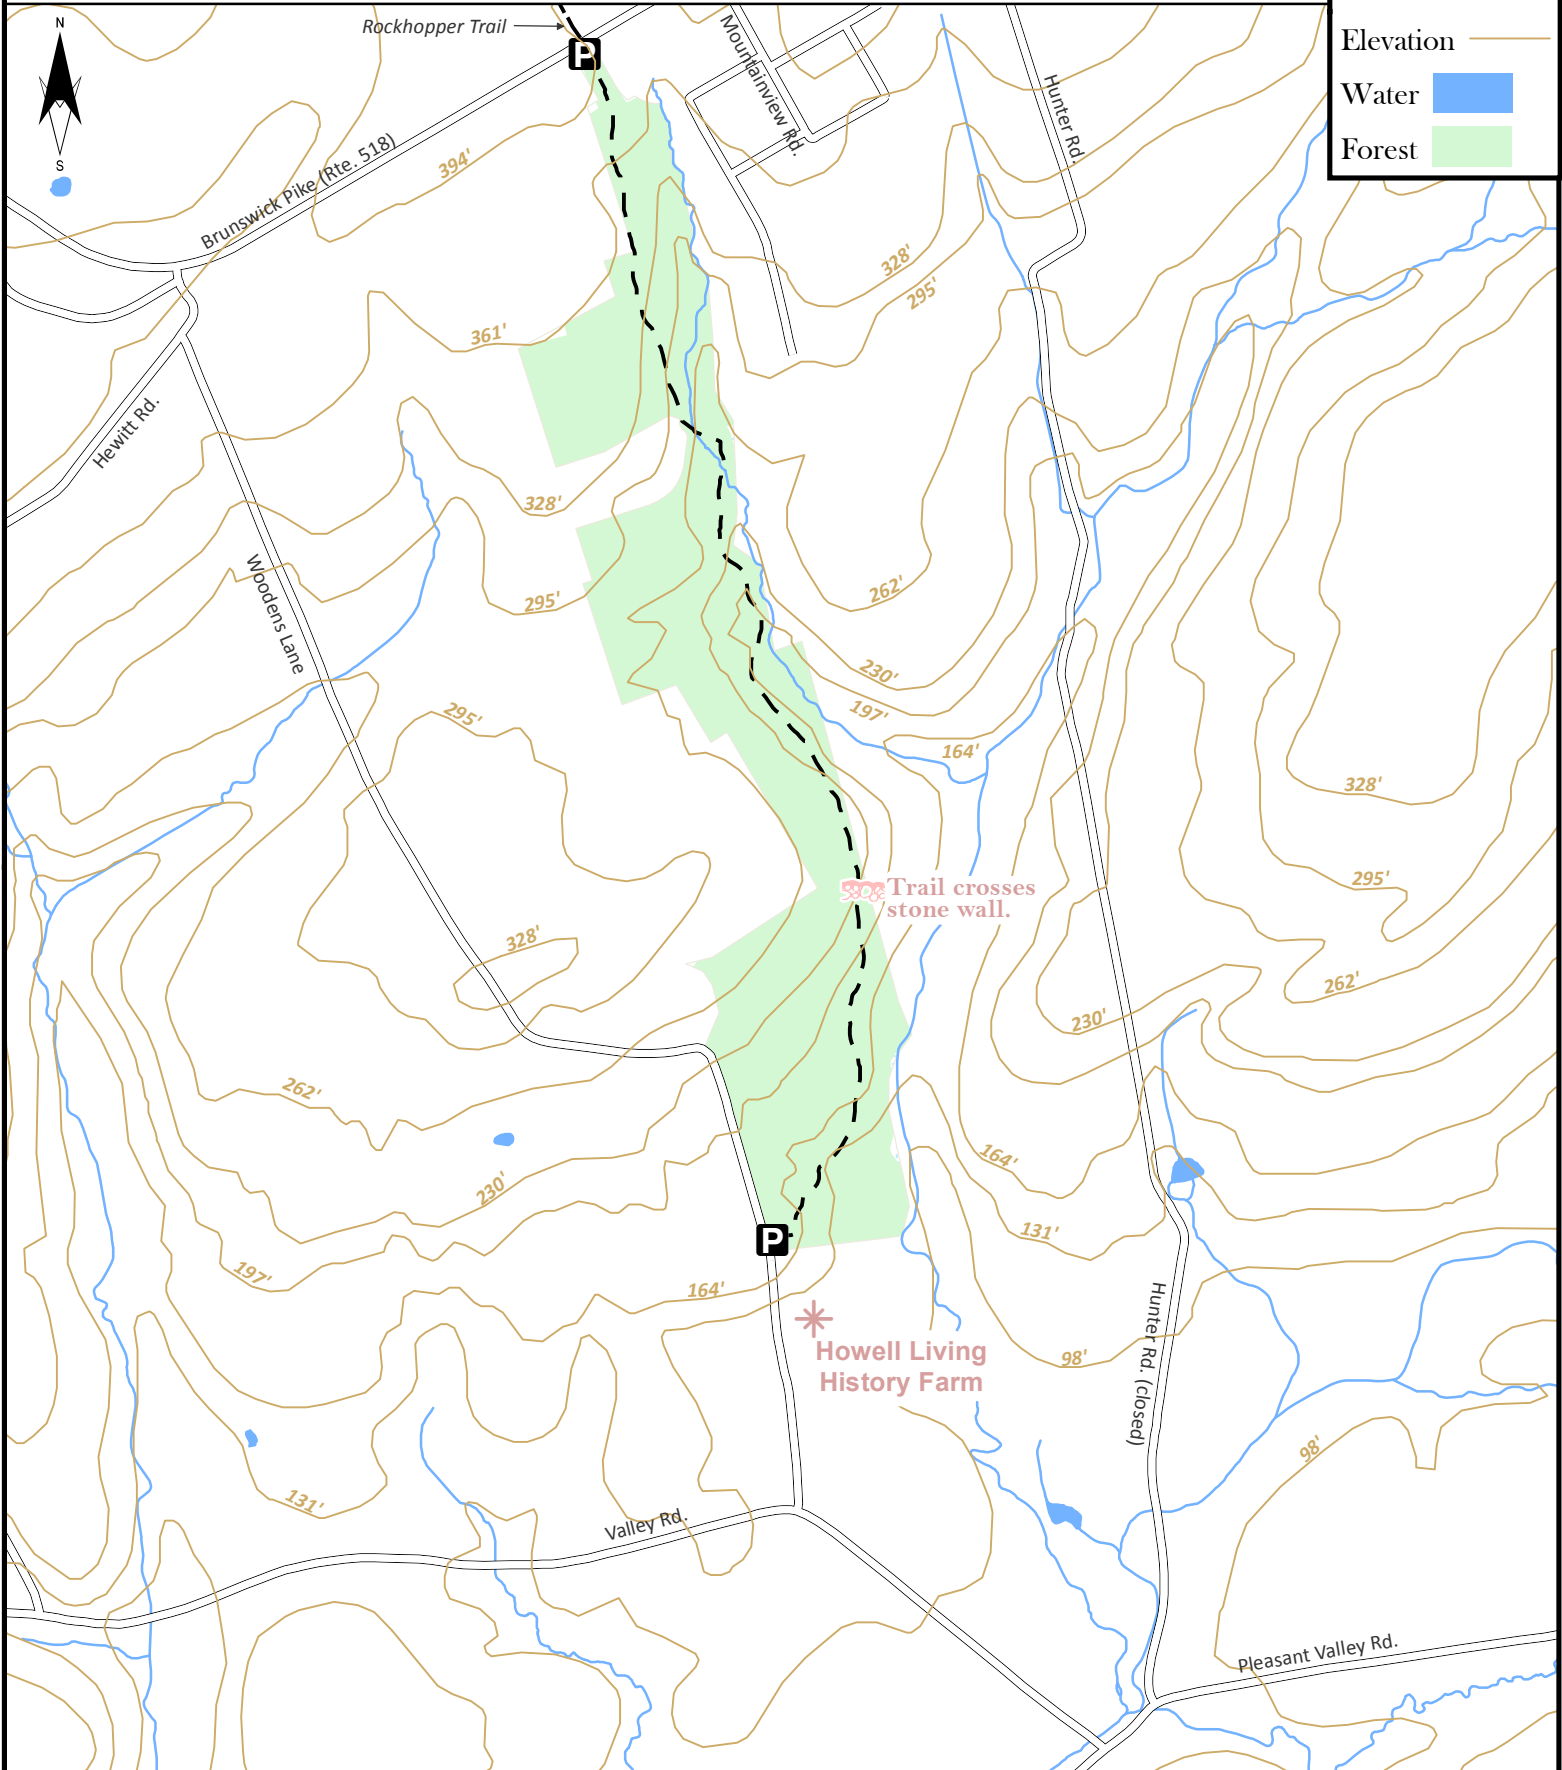 Rockhopper Trail
P
N
S
Elevation
Water
Forest
Mountainview Rd.
Hunter Rd.
Brunswick Pike (Rte. 518)
394'
328'
295'
361'
Hewitt Rd.
328'
295'
262'
Woodens Lane
230'
197'
164'
295'
328'
295'
Trail crosses
stone wall.
328'
262'
230'
262'
164'
230'
131'
P
197'
164'
Howell Living
History Farm
98'
Hunter Rd. (closed)
98'
131'
Valley Rd.
Pleasant Valley Rd.